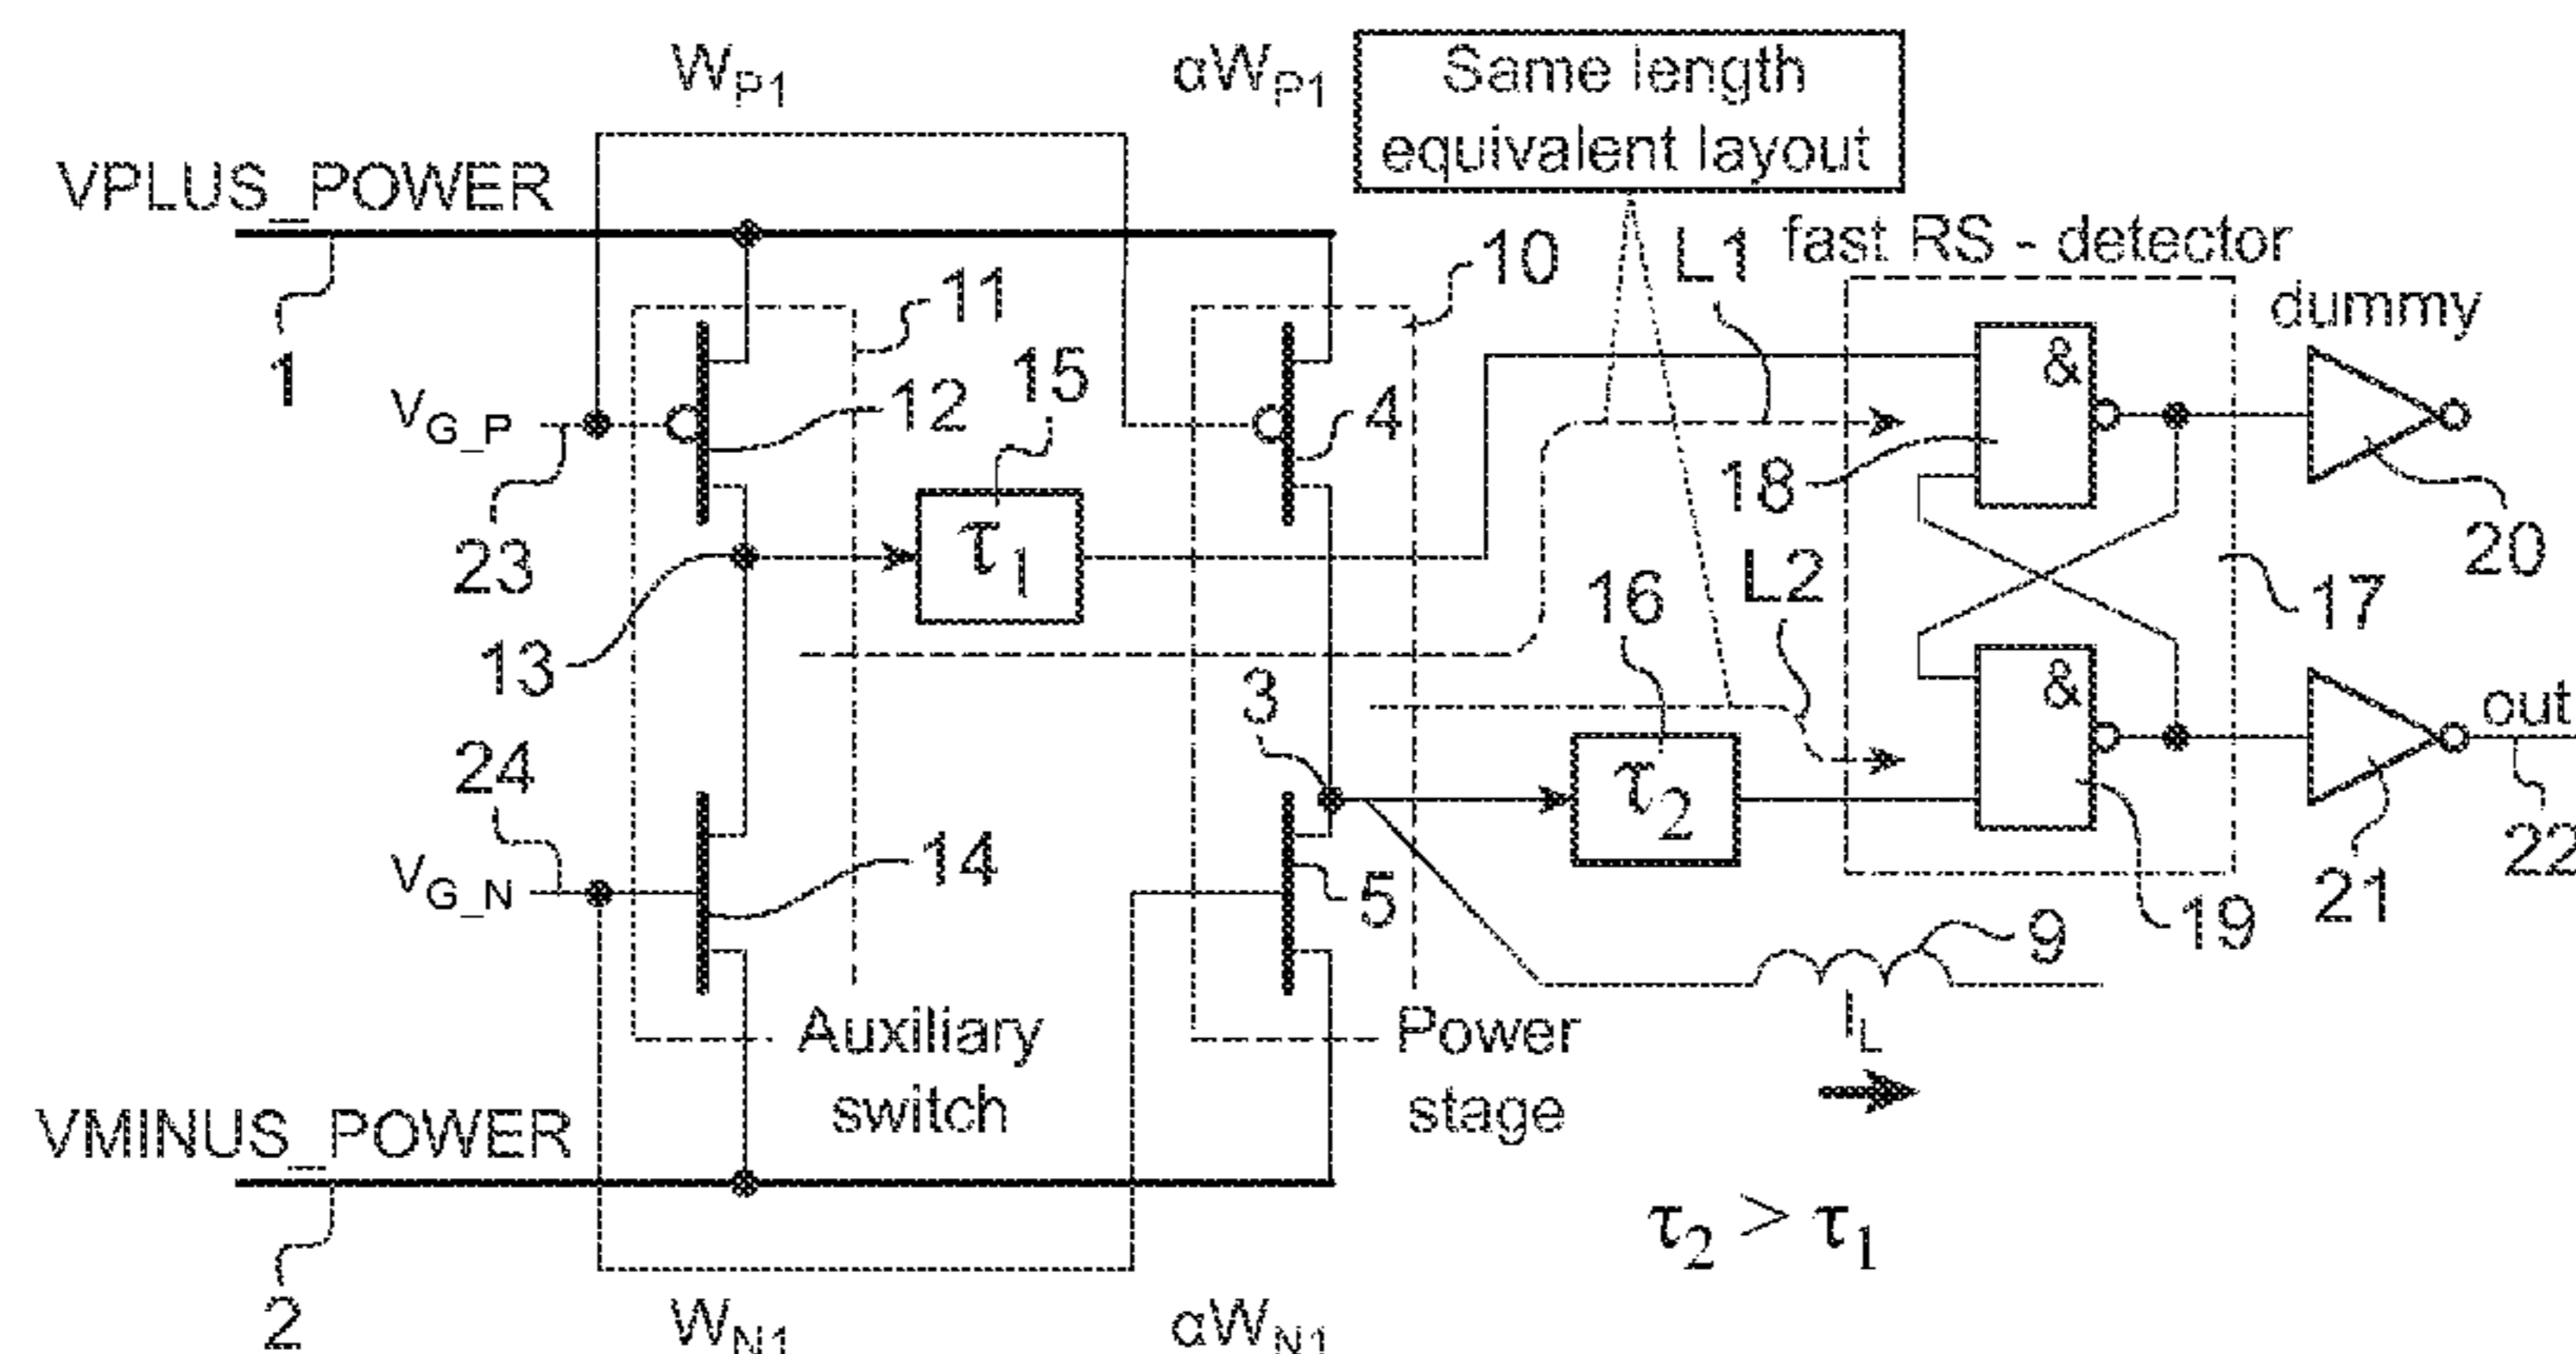 W_P1
αW_P1
Same length
equivalent layout
VPLUS_POWER
1
11
10
L1
fast RS - detector
dummy
V_G_P
23
12
15
τ_1
4
&
18
20
13
L2
16
17
3
24
V_G_N
14
5
τ_2
&
out
22
21
19
9
I_L
Auxiliary
switch
Power
stage
VMINUS_POWER
2
τ_2 > τ_1
W_N1
αW_N1